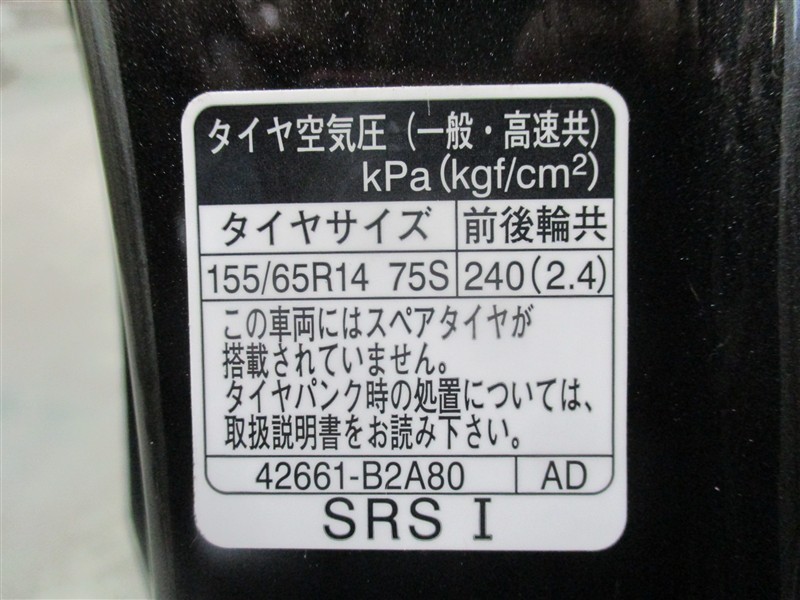 タイヤ空気圧（一般・高速共）
kPa(kgf/cm²)
タイヤサイズ 前後輪共
155/65R14 75S 240(2.4)
この車両にはスペアタイヤが
搭載されていません。
タイヤパンク時の処置については、
取扱説明書をお読み下さい。
42661-B2A80 AD
SRS I